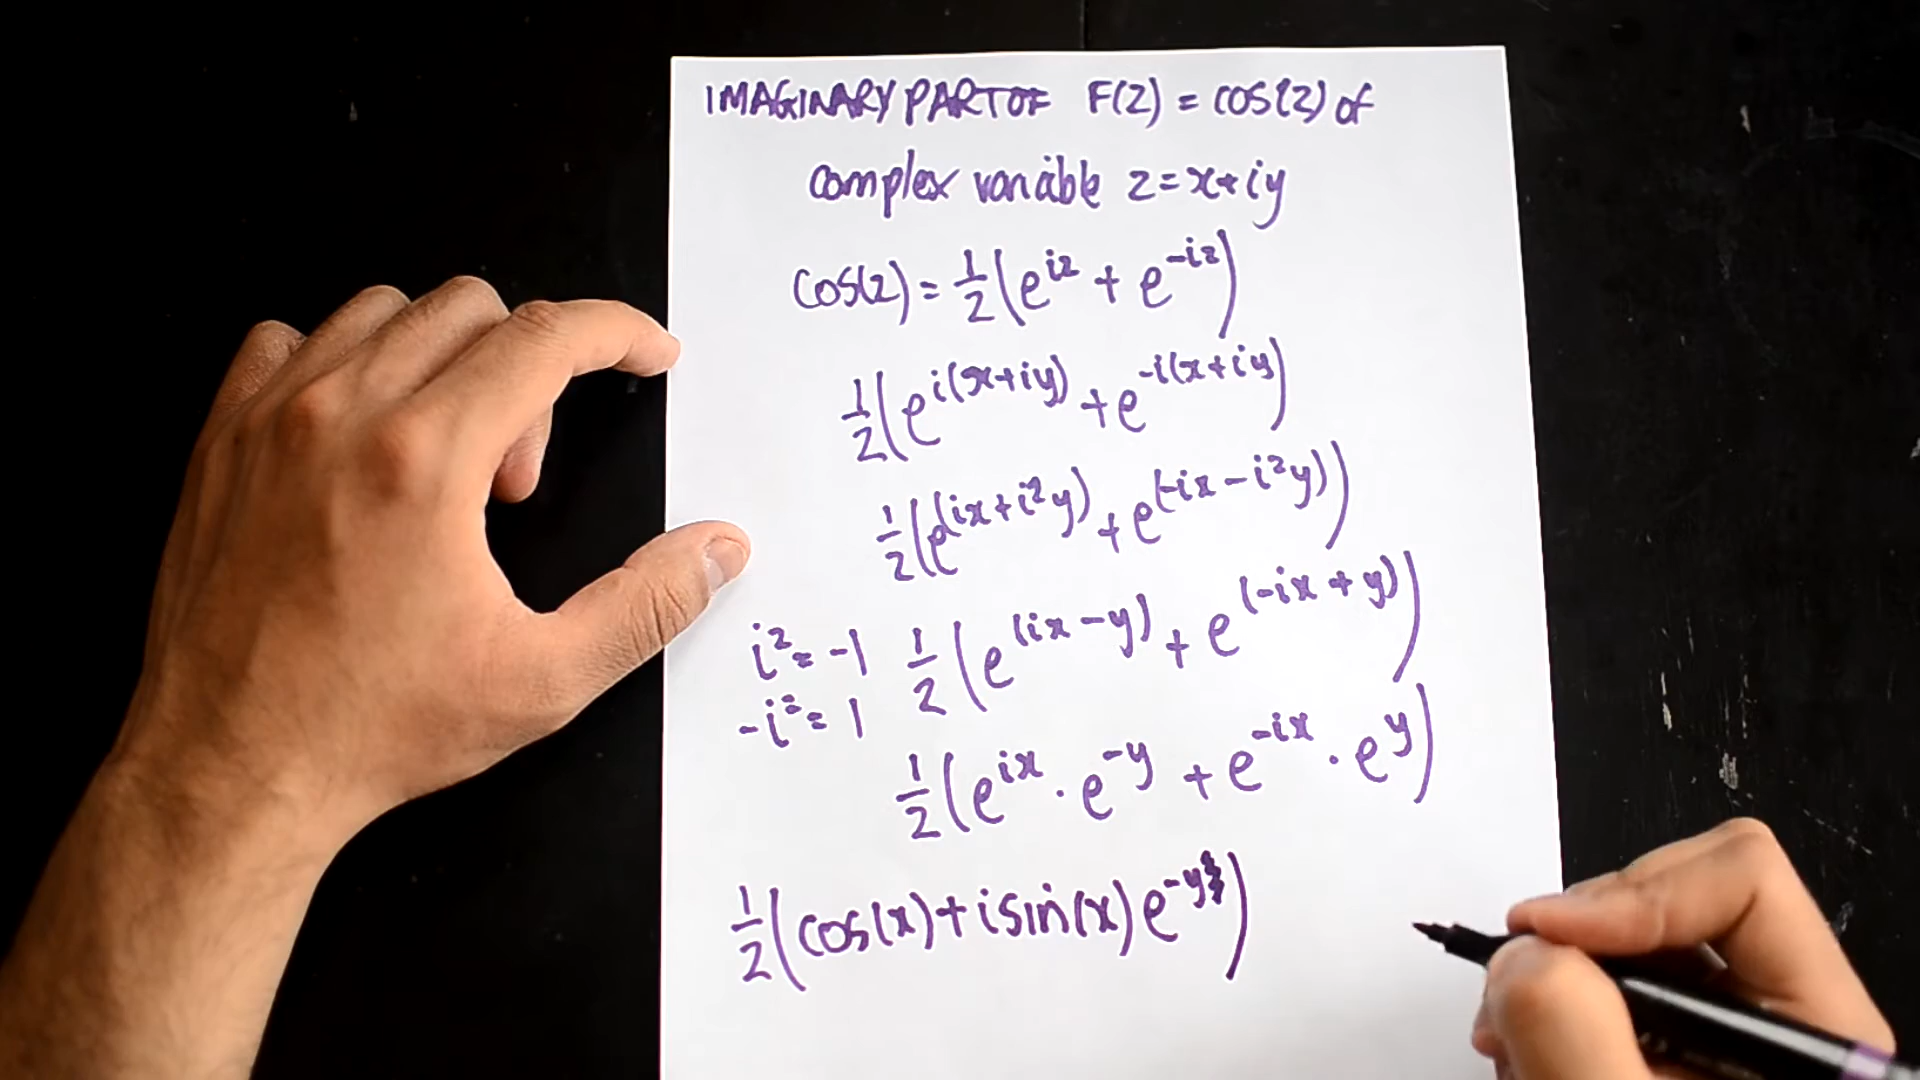 IMAGINARY PART OF F(Z) = COS(Z) of
complex variable z = x + iy
Cos(z) = 1/2 (e^{iz} + e^{-iz})
1/2 (e^{i(x+iy)} + e^{-i(x+iy)})
1/2 (e^{(ix+i²y)} + e^{(-ix-i²y)})
i² = -1 1/2 (e^{(ix-y)} + e^{(-ix+y)})
-i² = 1
1/2 (e^{ix} · e^{-y} + e^{-ix} · e^{y})
1/2 (cos(x) + isin(x) e^{-y})